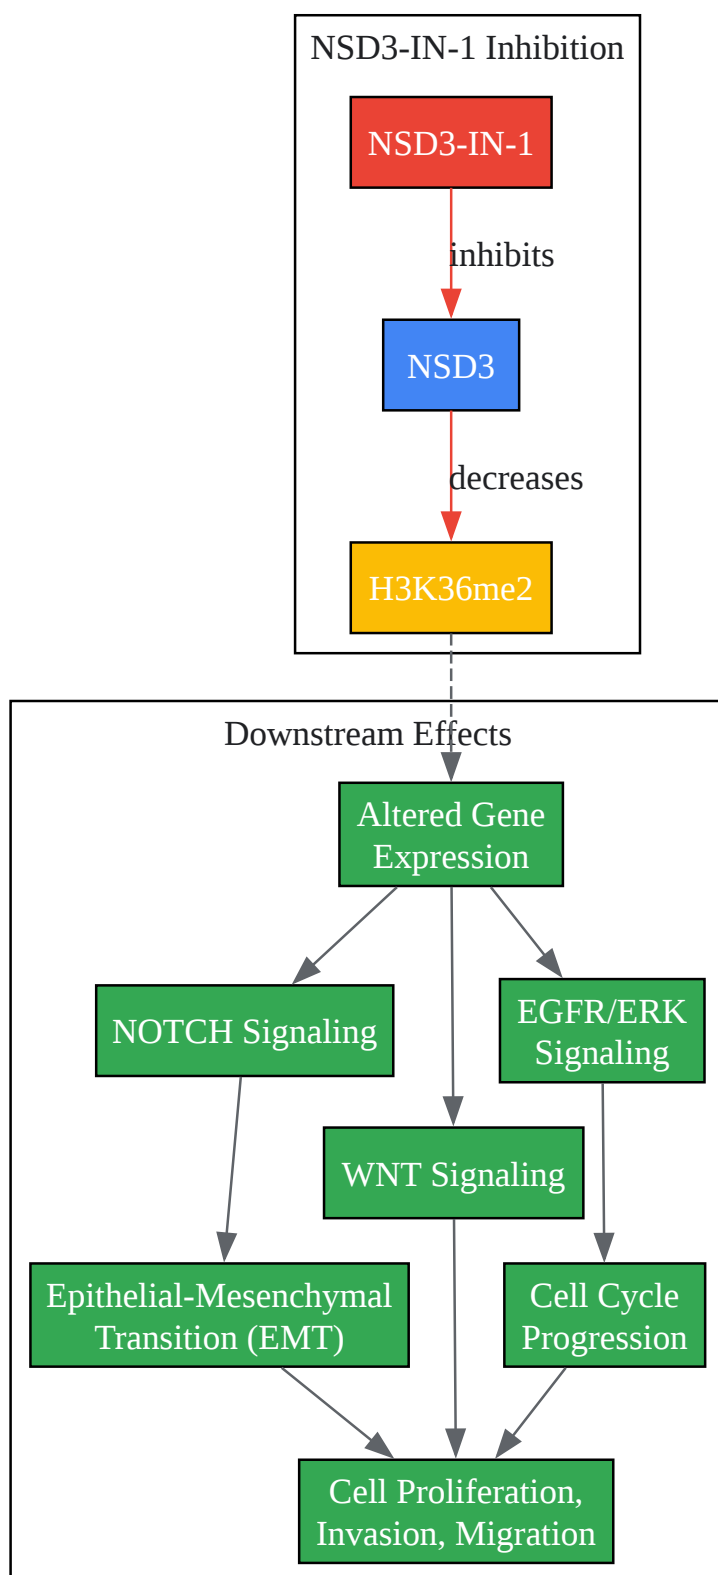 NSD3-IN-1 Inhibition
NSD3-IN-1
inhibits
NSD3
decreases
H3K36me2
Downstream Effects
Altered Gene
Expression
NOTCH Signaling
EGFR/ERK
Signaling
WNT Signaling
Epithelial-Mesenchymal
Transition (EMT)
Cell Cycle
Progression
Cell Proliferation,
Invasion, Migration